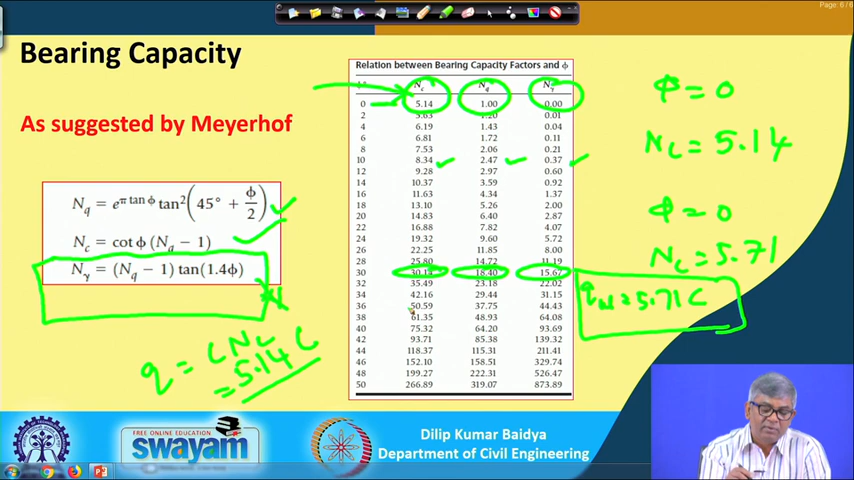 Page: 6 / 6
Bearing Capacity
As suggested by Meyerhof
N_q = e^{π tan ϕ} tan²(45° + ϕ/2)
N_c = cot ϕ (N_q − 1)
N_γ = (N_q − 1) tan(1.4ϕ)
q = C N_C
= 5.14 C
Relation between Bearing Capacity Factors and ϕ
N_c N_q N_γ
0 5.14 1.00 0.00
2 5.63 1.20 0.01
4 6.19 1.43 0.04
6 6.81 1.72 0.11
8 7.53 2.06 0.21
10 8.34 2.47 0.37
12 9.28 2.97 0.60
14 10.37 3.59 0.92
16 11.63 4.34 1.37
18 13.10 5.26 2.00
20 14.83 6.40 2.87
22 16.88 7.82 4.07
24 19.32 9.60 5.72
26 22.25 11.85 8.00
28 25.80 14.72 11.19
30 30.14 18.40 15.67
32 35.49 23.18 22.02
34 42.16 29.44 31.15
36 50.59 37.75 44.43
38 61.35 48.93 64.08
40 75.32 64.20 93.69
42 93.71 85.38 139.32
44 118.37 115.31 211.41
46 152.10 158.51 329.74
48 199.27 222.31 526.47
50 266.89 319.07 873.89
ϕ = 0
N_C = 5.14
ϕ = 0
N_C = 5.71
= 5.71 C
FREE ONLINE EDUCATION
swayam
Dilip Kumar Baidya
Department of Civil Engineering